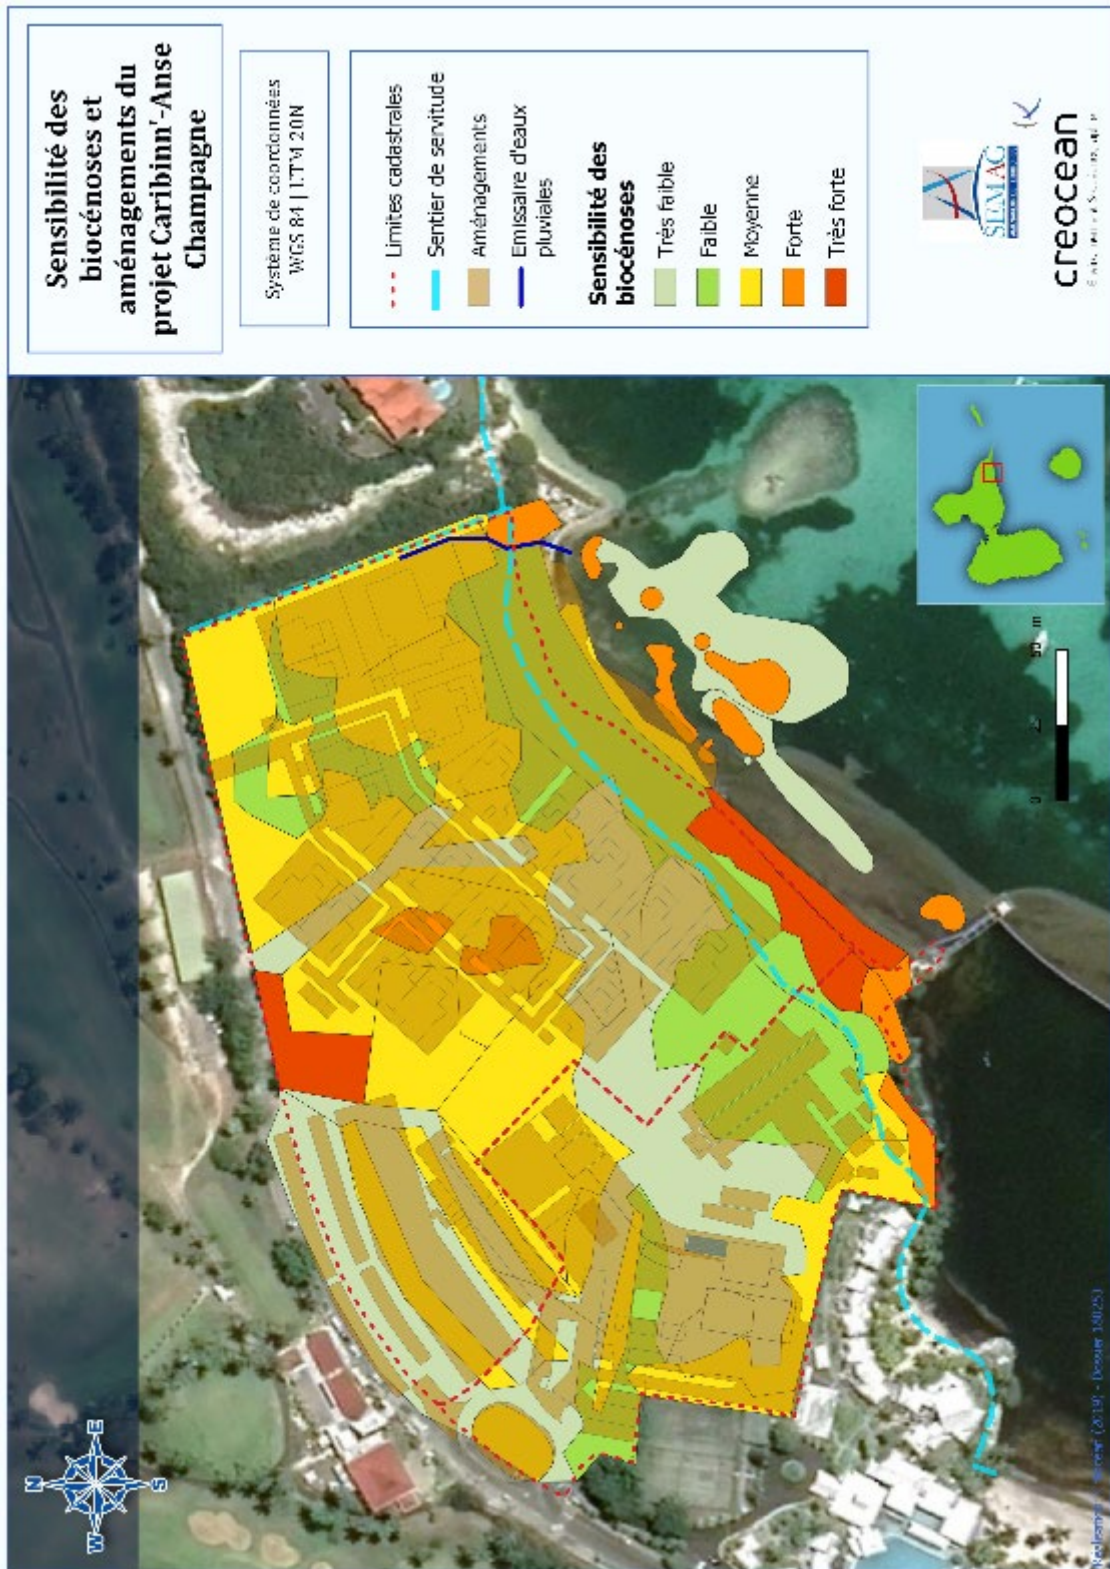 Sensibilité des
biocénoses et
aménagements du
projet Caribinn'-Anse
Champagne
Système de coordonnées
WGS 84 | UTM 20N
Limites cadastrales
Sentier de servitude
Aménagements
Emissaire d'eaux
pluviales
Sensibilité des
biocénoses
Très faible
Faible
Moyenne
Forte
Très forte
SEMAG
creocean
N
W E
S
0 25 50 m